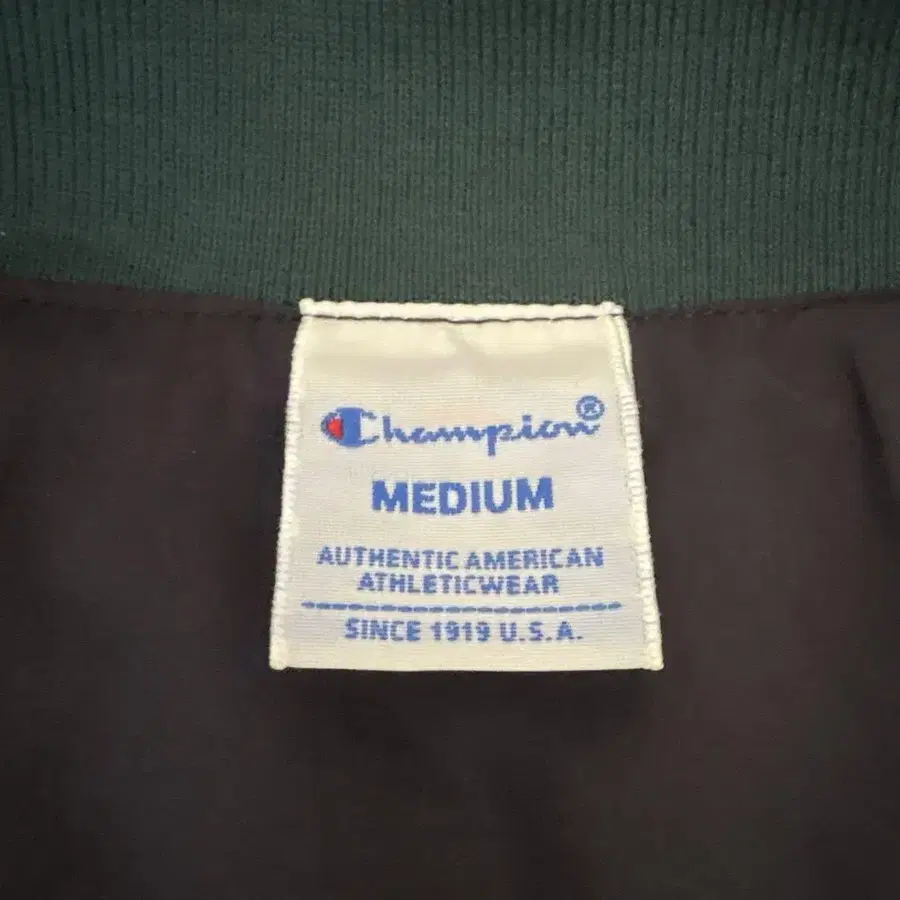 Champion®
MEDIUM
AUTHENTIC AMERICAN
ATHLETICWEAR
SINCE 1919 U.S.A.